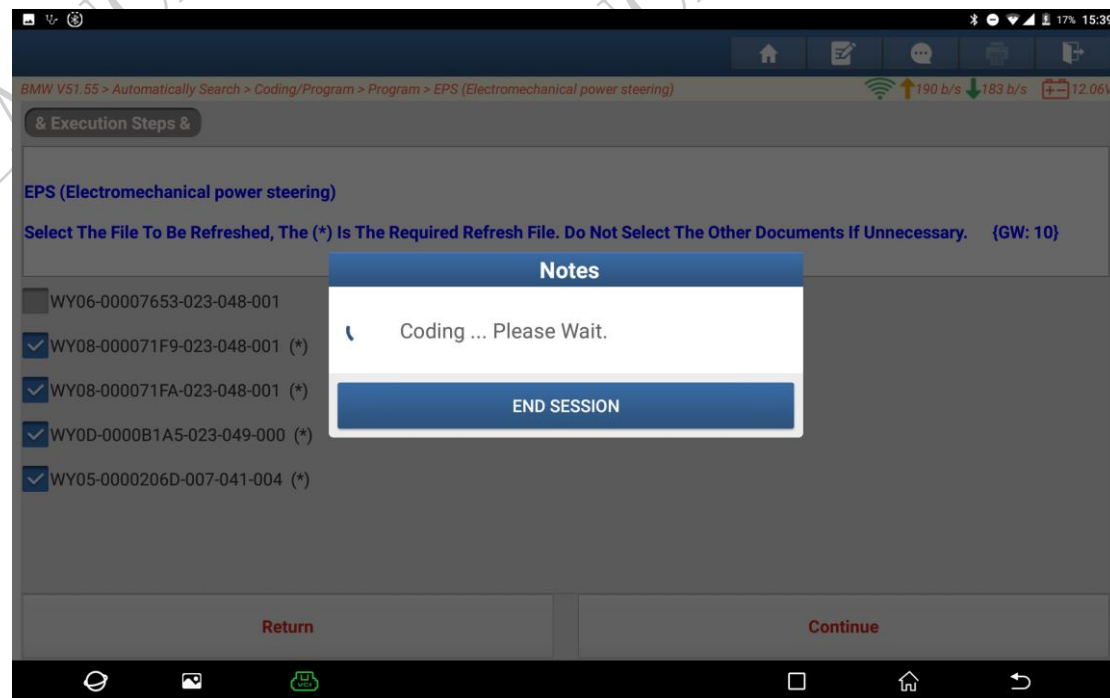 17% 15:39
BMW V51.55 > Automatically Search > Coding/Program > Program > EPS (Electromechanical power steering)
190 b/s 183 b/s 12.06V
& Execution Steps &
EPS (Electromechanical power steering)
Select The File To Be Refreshed, The (*) Is The Required Refresh File. Do Not Select The Other Documents If Unnecessary. {GW: 10}
Notes
WY06-00007653-023-048-001
Coding ... Please Wait.
WY08-000071F9-023-048-001 (*)
WY08-000071FA-023-048-001 (*)
END SESSION
WY0D-0000B1A5-023-049-000 (*)
WY05-0000206D-007-041-004 (*)
Return
Continue
VCI